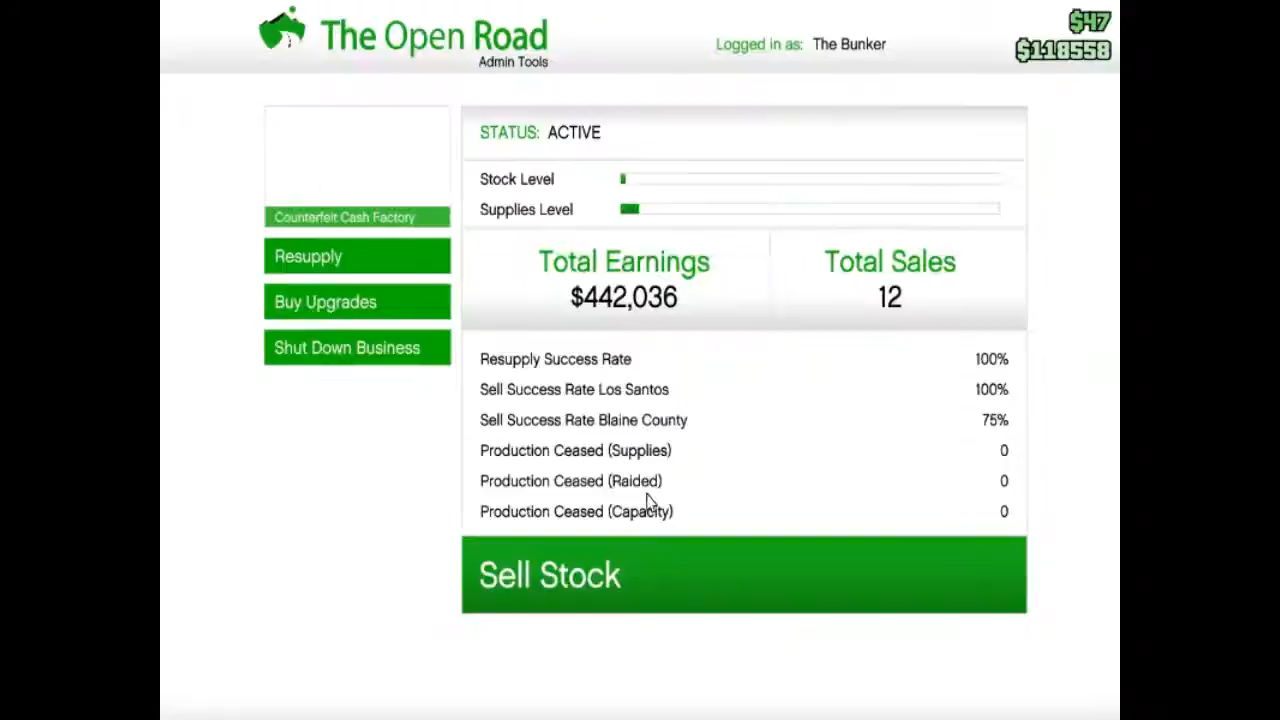 The Open Road
Admin Tools
Logged in as: The Bunker
$47
$118558
Counterfeit Cash Factory
Resupply
Buy Upgrades
Shut Down Business
STATUS: ACTIVE
Stock Level
Supplies Level
Total Earnings
$442,036
Total Sales
12
Resupply Success Rate 100%
Sell Success Rate Los Santos 100%
Sell Success Rate Blaine County 75%
Production Ceased (Supplies) 0
Production Ceased (Raided) 0
Production Ceased (Capacity) 0
Sell Stock